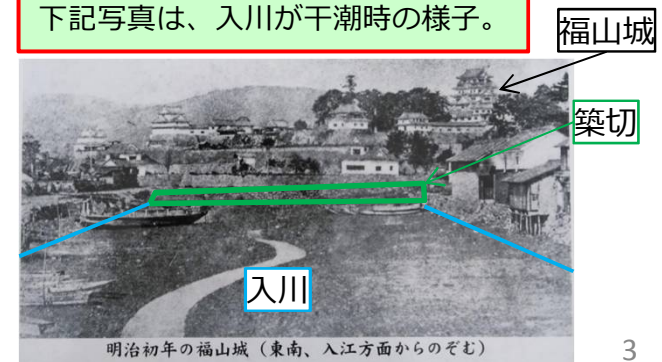 下記写真は、入川が干潮時の様子。
福山城
築切
入川
明治初年の福山城（東南、入江方面からのぞむ）
3